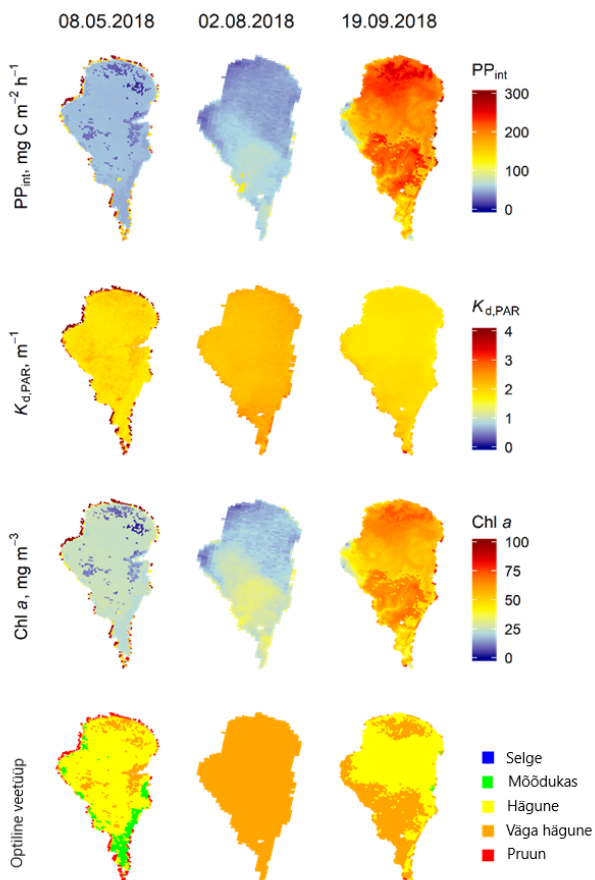 08.05.2018 02.08.2018 19.09.2018
PPint, mg C m⁻² h⁻¹
PPint
300
200
100
0
Kd,PAR, m⁻¹
Kd,PAR
4
3
2
1
0
Chl a, mg m⁻³
Chl a
100
75
50
25
0
Optiline veetüüp
Selge
Mõõdukas
Hägune
Väga hägune
Pruun